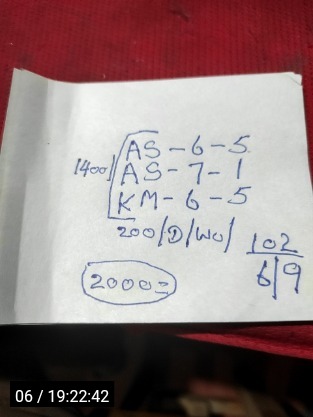 AS - 6 - 5
1400/ AS - 7 - 1
KM - 6 - 5
200/D/WO/
102
6/9
2000=
06 / 19:22:42